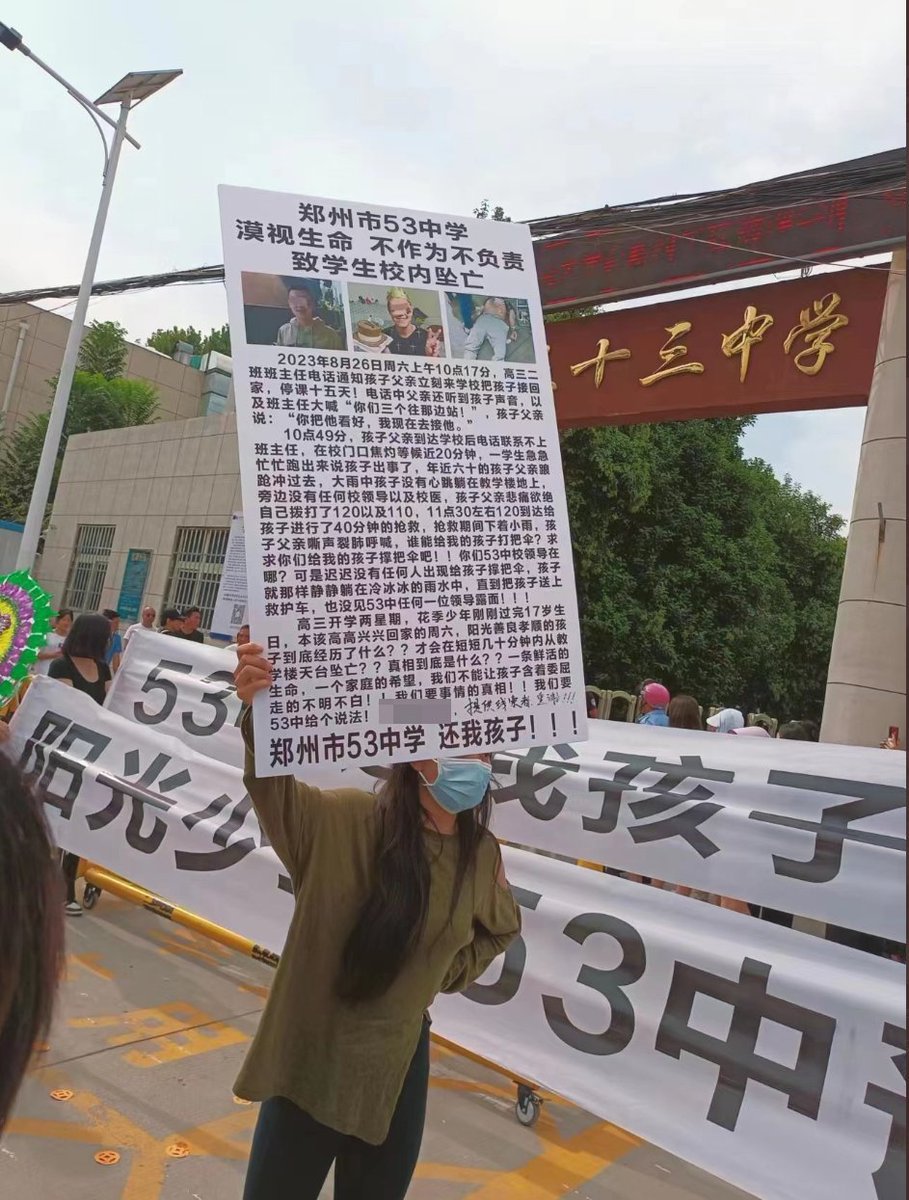 郑州市53中学
漠视生命 不作为不负责
致学生校内坠亡
2023年8月26日周六上午10点17分，高三二
班班主任电话通知孩子父亲立刻来学校把孩子接回
家，停课十五天！电话中父亲还听到孩子声音，以
及班主任大喊“你们三个往那边站！”，孩子父亲
说：“你把他看好，我现在去接他。”
10点49分，孩子父亲到达学校后电话联系不上
班主任，在校门口焦灼等候近20分钟，一学生急急
忙忙跑出来说孩子出事了，年近六十的孩子父亲踉
跄冲过去，大雨中孩子没有心跳躺在教学楼地上，
旁边没有任何校领导以及校医，孩子父亲悲痛欲绝
自己拨打了120以及110，11点30左右120到达给
孩子进行了40分钟的抢救，抢救期间下着小雨，孩
子父亲嘶声裂肺呼喊，谁能给我的孩子打把伞？求
求你们给我的孩子撑把伞吧！！你们53中校领导在
哪？可是迟迟没有任何人出现给孩子撑把伞，孩子
就那样静静躺在冷冰冰的雨水中，直到把孩子送上
救护车，也没见53中任何一位领导露面！！！
高三开学两星期，花季少年刚刚过完17岁生
日，本该高高兴兴回家的周六，阳光善良孝顺的孩
子到底经历了什么？？才会在短短几十分钟内从教
学楼天台坠亡？？真相到底是什么？？一条鲜活的
生命，一个家庭的希望，我们不能让孩子含着委屈
走的不明不白！！我们要事情的真相！！我们要
53中给个说法！提供线索者
郑州市53中学 还我孩子！！！
十三中学
53
我孩子
阳光少
53中